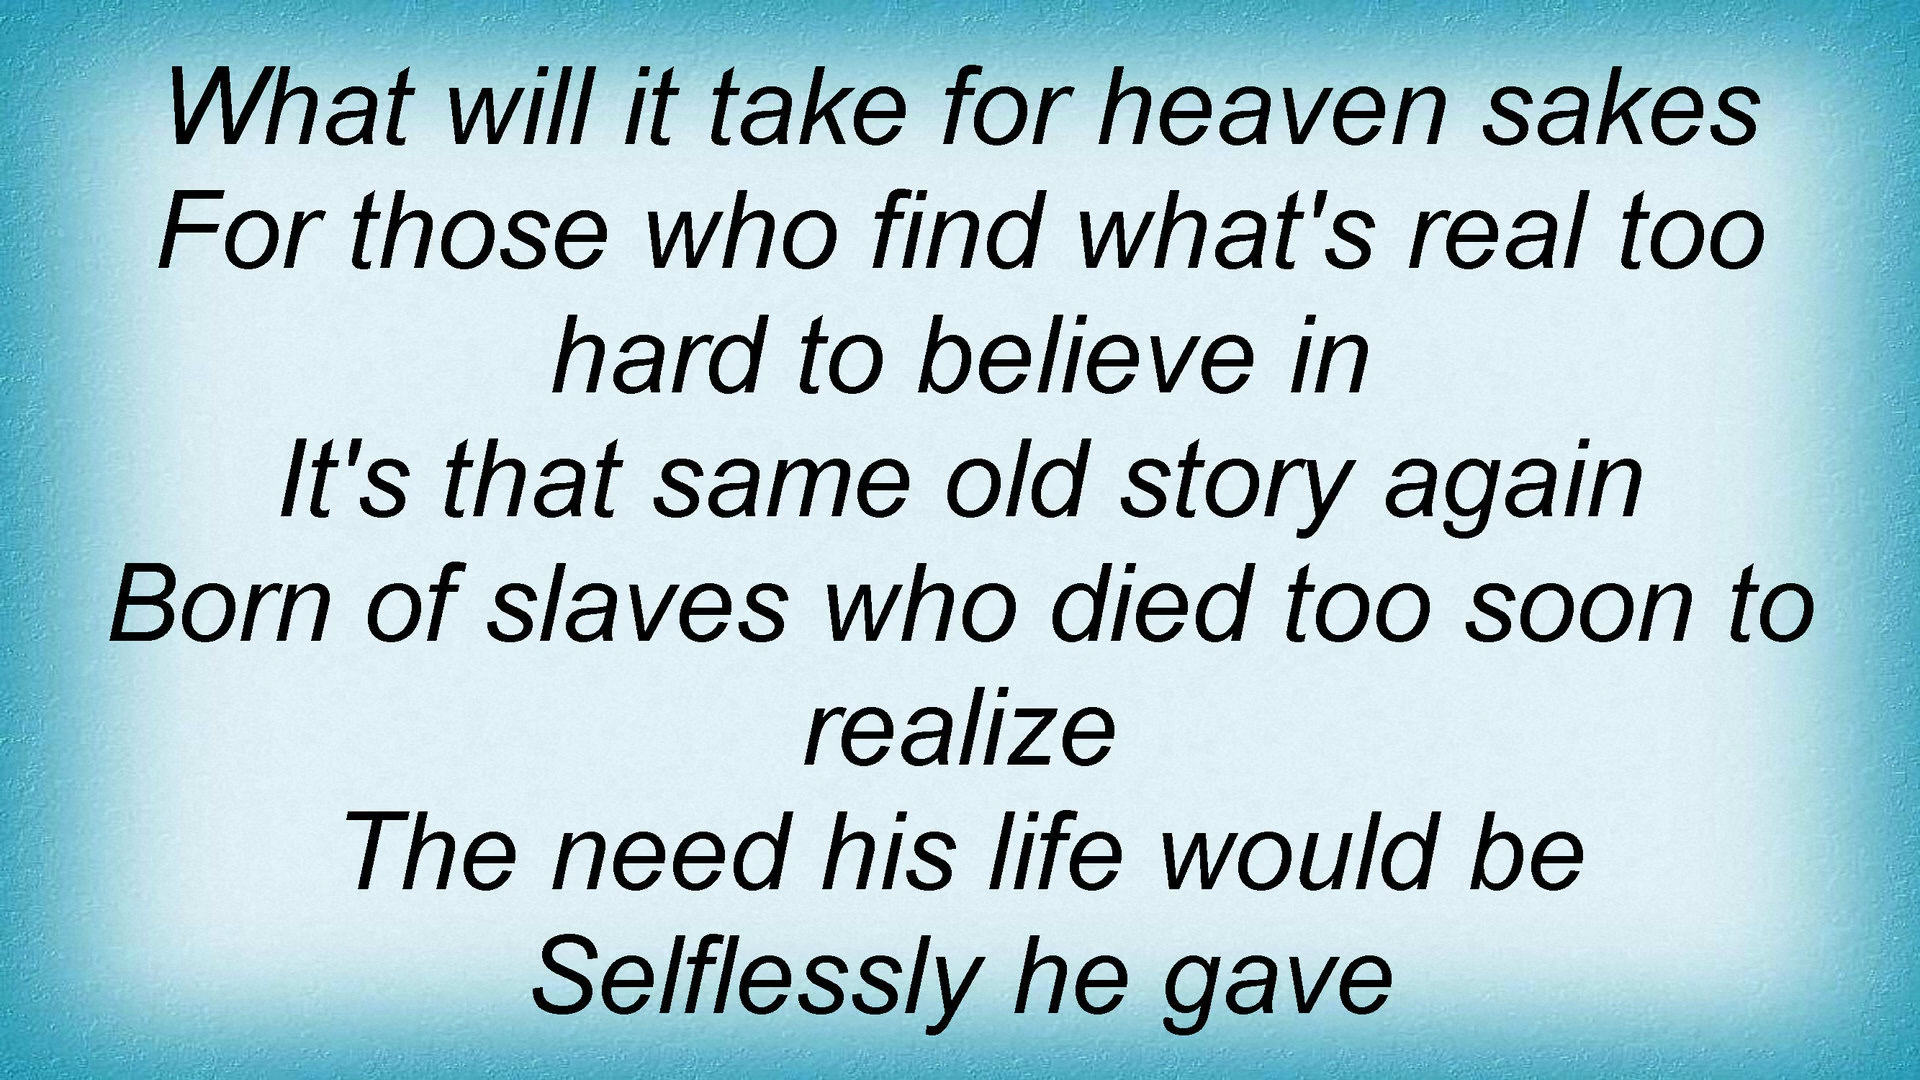 What will it take for heaven sakes
For those who find what's real too
hard to believe in
It's that same old story again
Born of slaves who died too soon to
realize
The need his life would be
Selflessly he gave